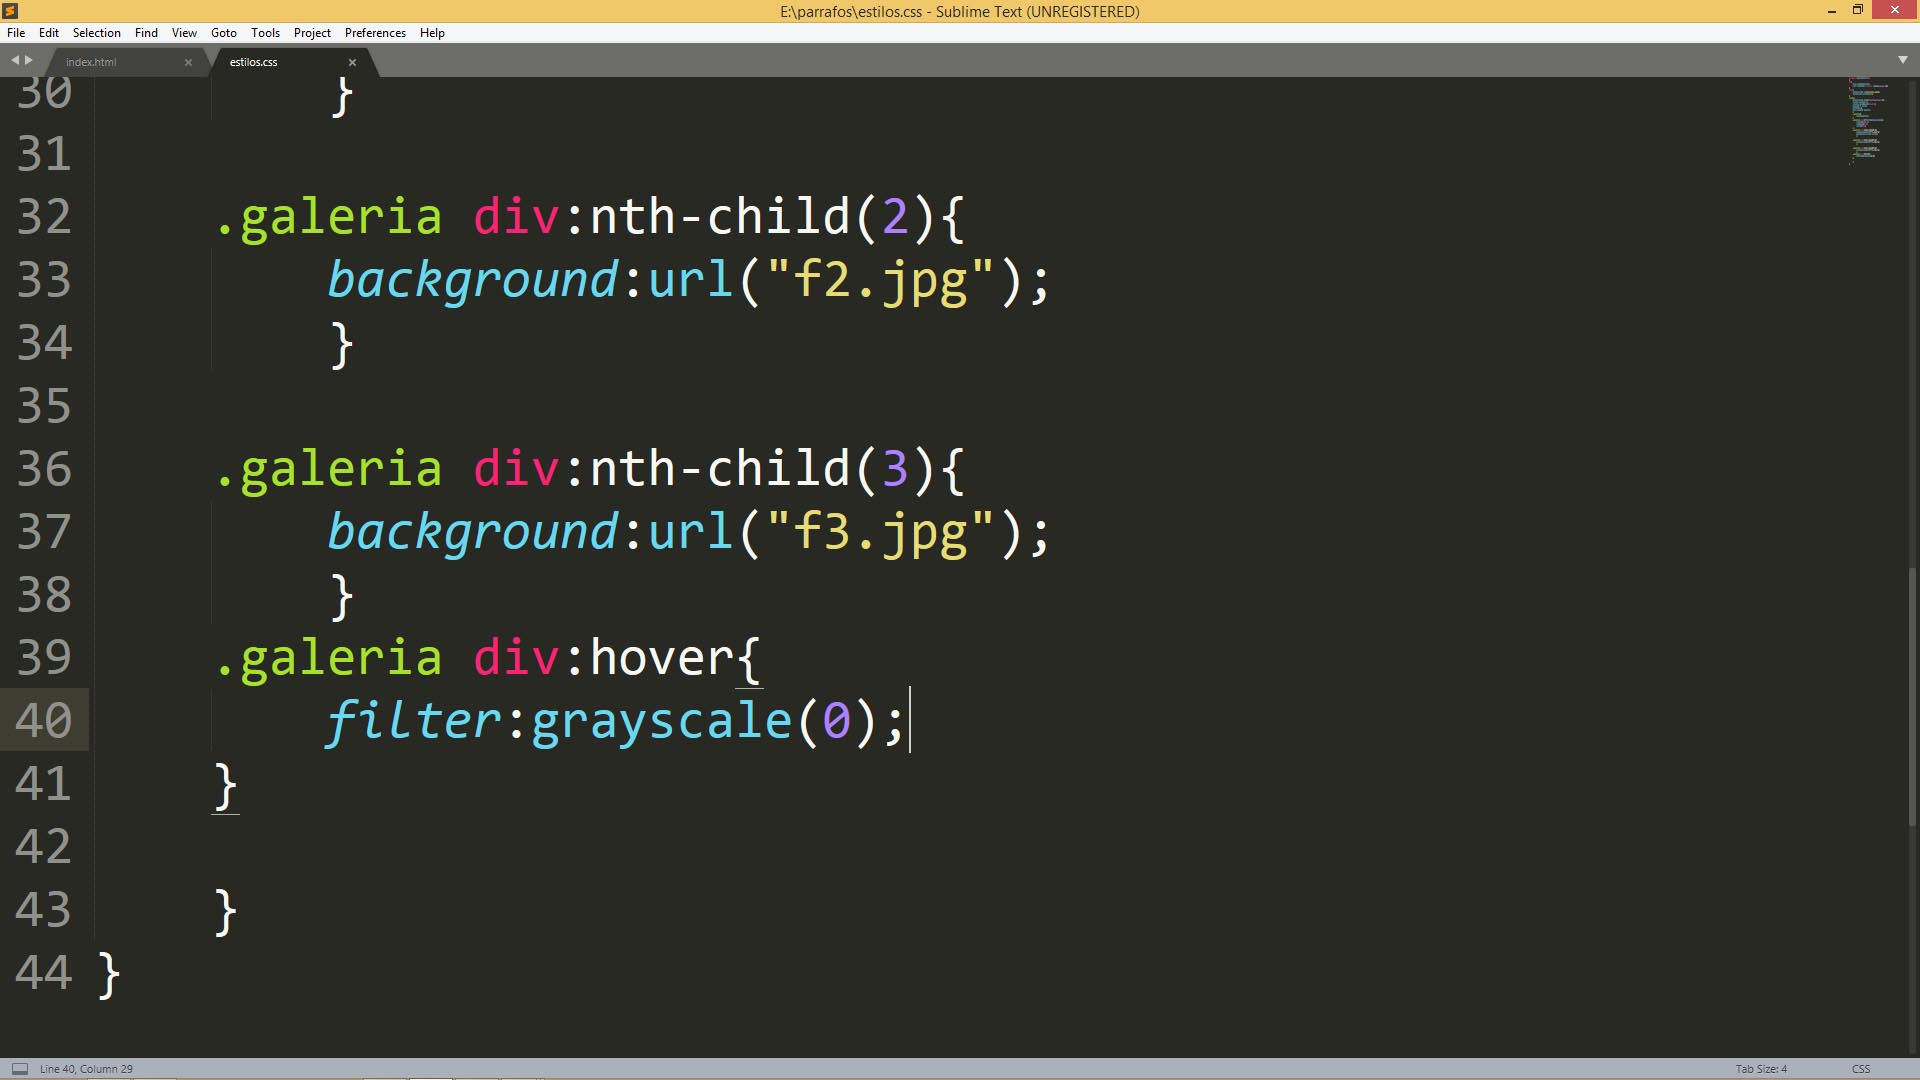 E:\parrafos\estilos.css - Sublime Text (UNREGISTERED)
File Edit Selection Find View Goto Tools Project Preferences Help
index.html estilos.css
30 }
31
32 .galeria div:nth-child(2){
33 background:url("f2.jpg");
34 }
35
36 .galeria div:nth-child(3){
37 background:url("f3.jpg");
38 }
39 .galeria div:hover{
40 filter:grayscale(0);
41 }
42
43 }
44 }
Line 40, Column 29 Tab Size: 4 CSS